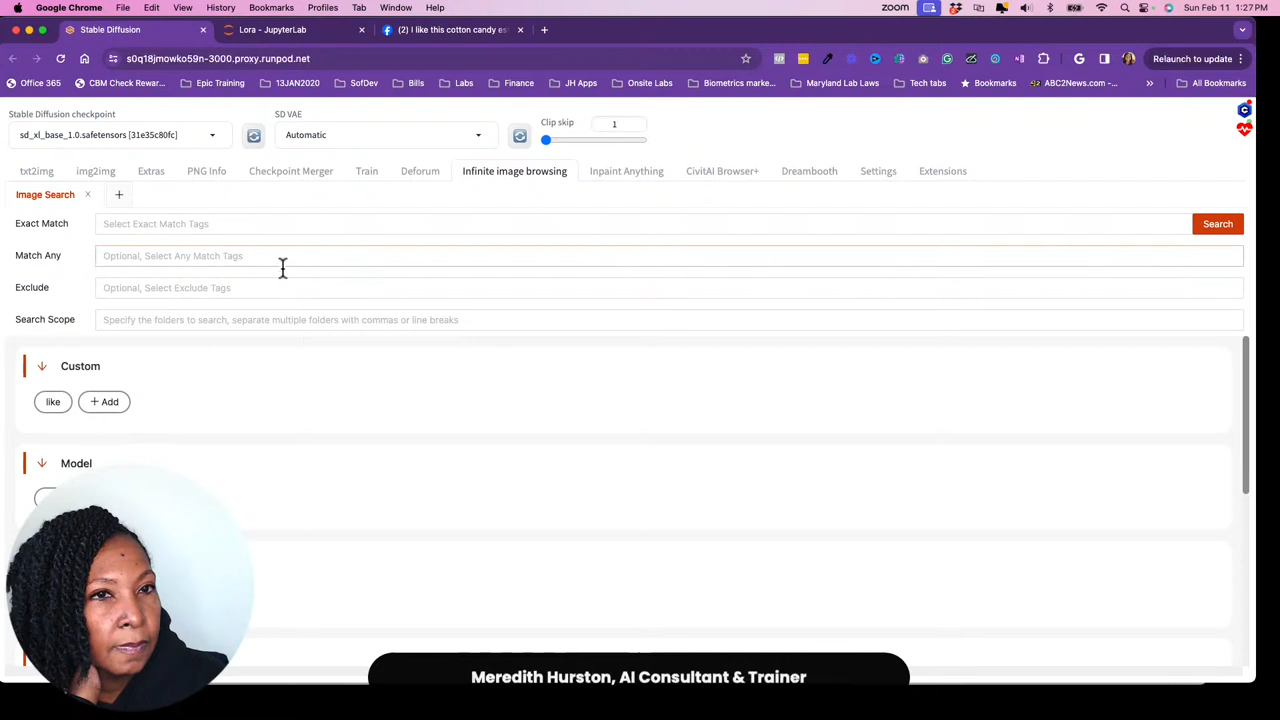 Google Chrome File Edit View History Bookmarks Profiles Tab Window Help zoom Sun Feb 11 1:27PM
Stable Diffusion Lora - JupyterLab (2) I like this cotton candy es
s0q18jmowko59n-3000.proxy.runpod.net Relaunch to update
Office 365 CBM Check Rewar... Epic Training 13JAN2020 SofDev Bills Labs Finance JH Apps Onsite Labs Biometrics marke... Maryland Lab Laws Tech tabs Bookmarks ABC2News.com -... All Bookmarks
Stable Diffusion checkpoint SD VAE Clip skip 1
sd_xl_base_1.0.safetensors [31e35c80fc] Automatic
txt2img img2img Extras PNG Info Checkpoint Merger Train Deforum Infinite image browsing Inpaint Anything CivitAI Browser+ Dreambooth Settings Extensions
Image Search
Exact Match Select Exact Match Tags Search
Match Any Optional, Select Any Match Tags
Exclude Optional, Select Exclude Tags
Search Scope Specify the folders to search, separate multiple folders with commas or line breaks
Custom
like + Add
Model
Meredith Hurston, AI Consultant & Trainer